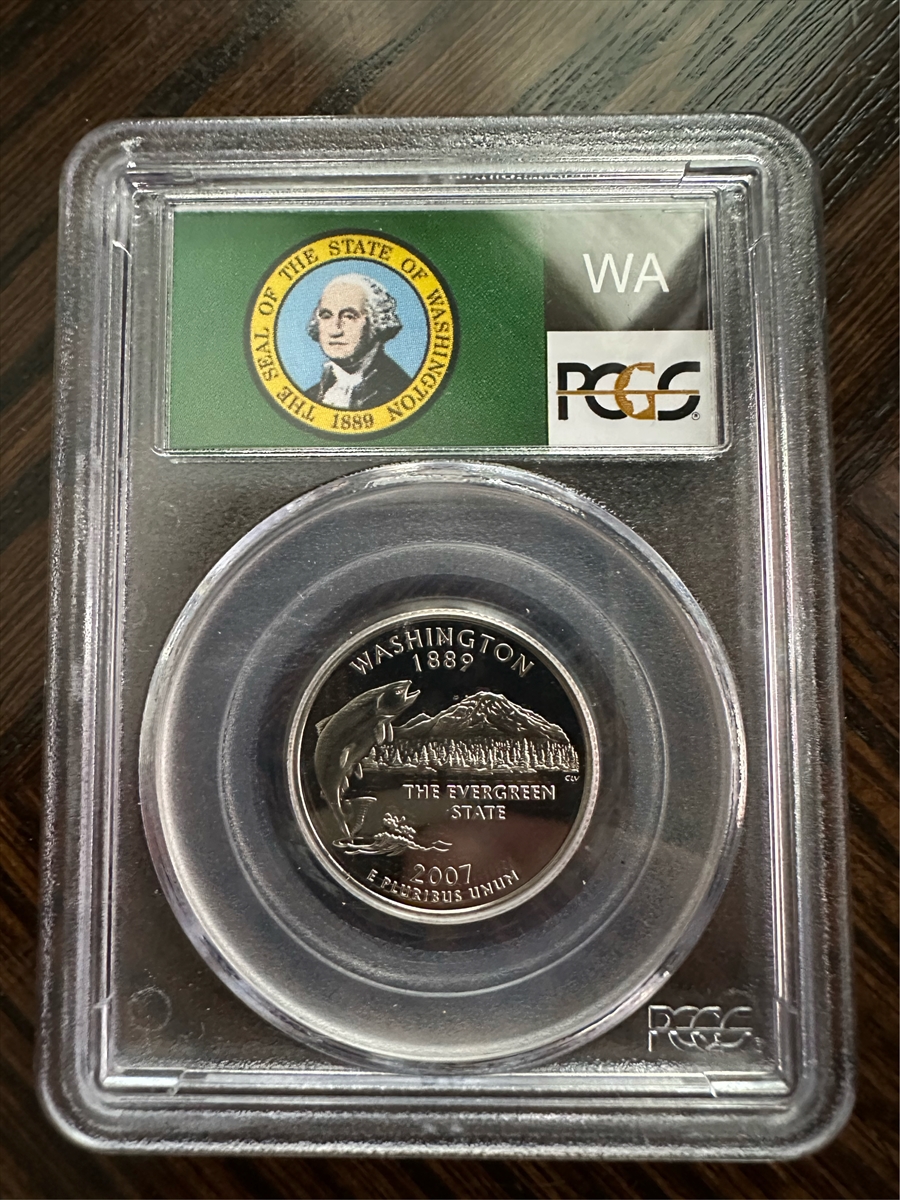 THE SEAL OF THE STATE OF WASHINGTON
1889
WA
PCGS®
WASHINGTON
1889
CLV
THE EVERGREEN
STATE
2007
E PLURIBUS UNUM
PCGS